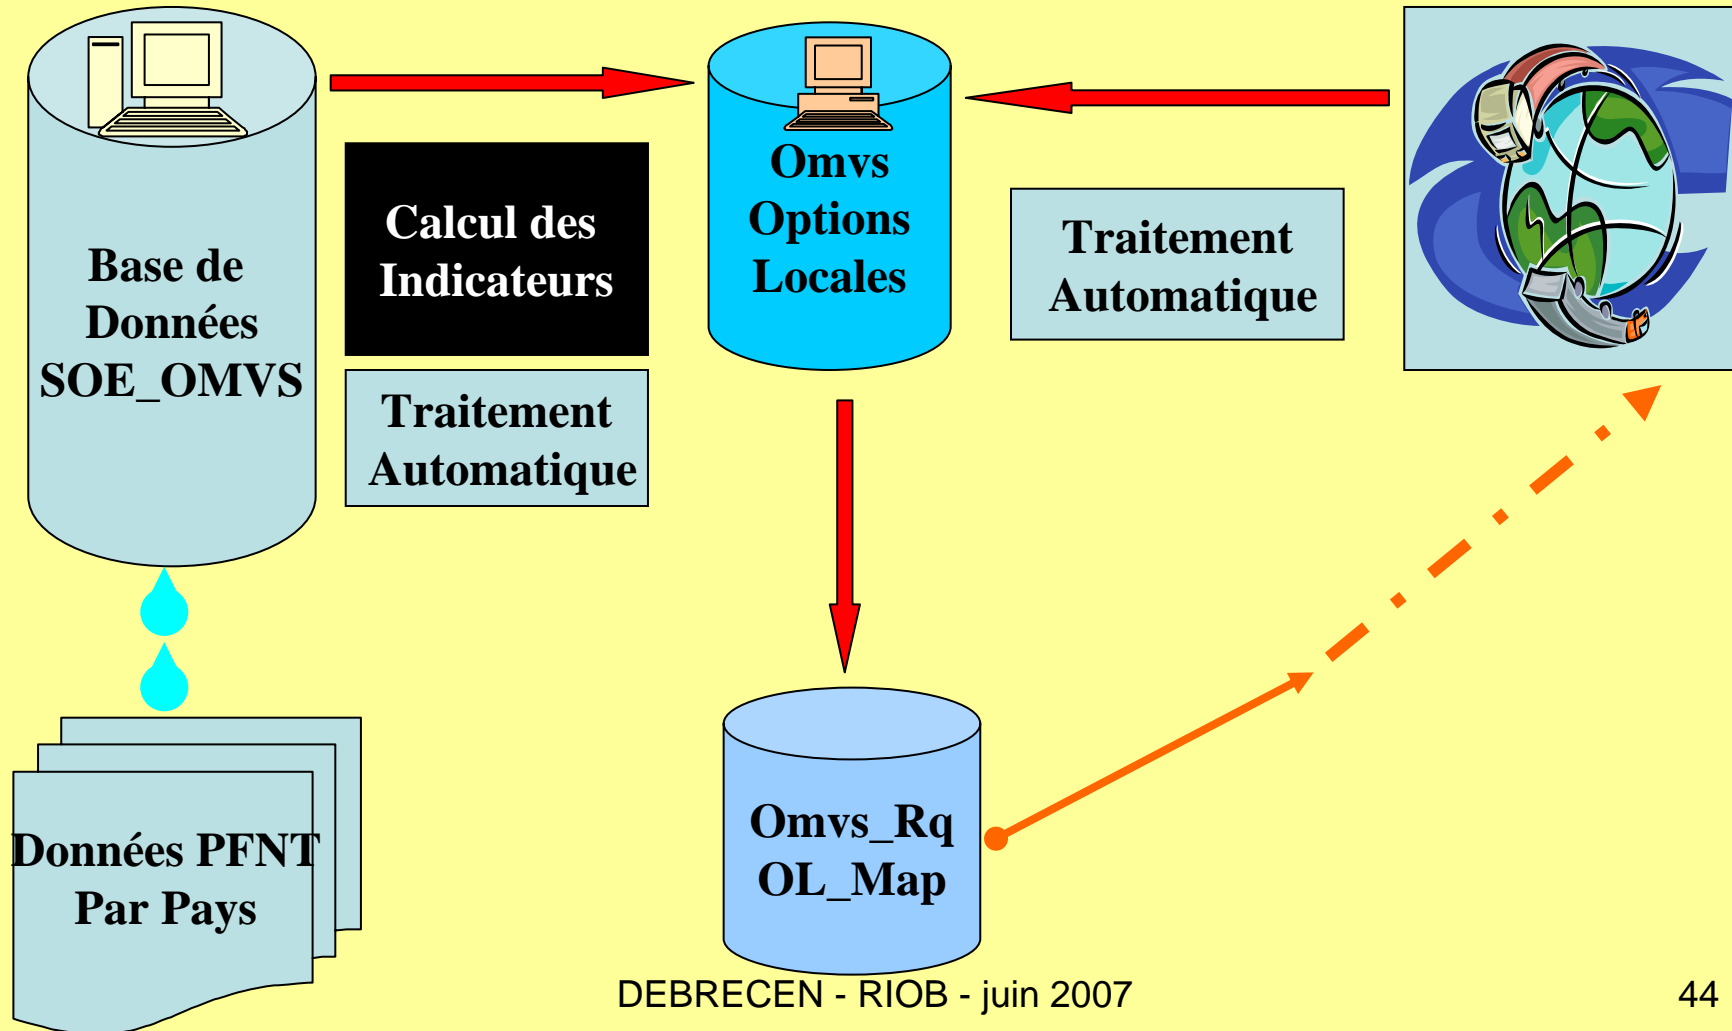 Base de
Données
SOE_OMVS
Calcul des
Indicateurs
Traitement
Automatique
Omvs
Options
Locales
Traitement
Automatique
Données PFNT
Par Pays
Omvs_Rq
OL_Map
DEBRECEN - RIOB - juin 2007
44